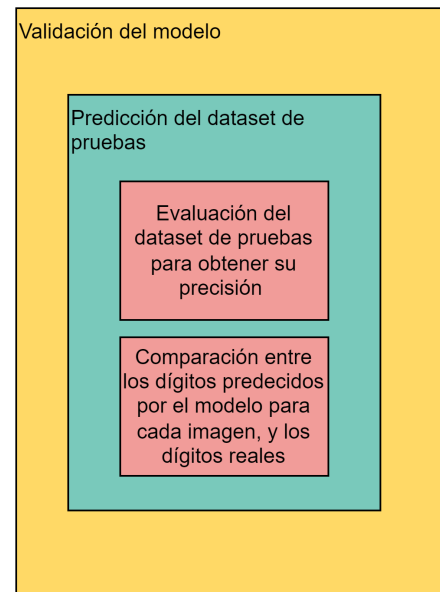 Validación del modelo
Predicción del dataset de
pruebas
Evaluación del
dataset de pruebas
para obtener su
precisión
Comparación entre
los dígitos predecidos
por el modelo para
cada imagen, y los
dígitos reales